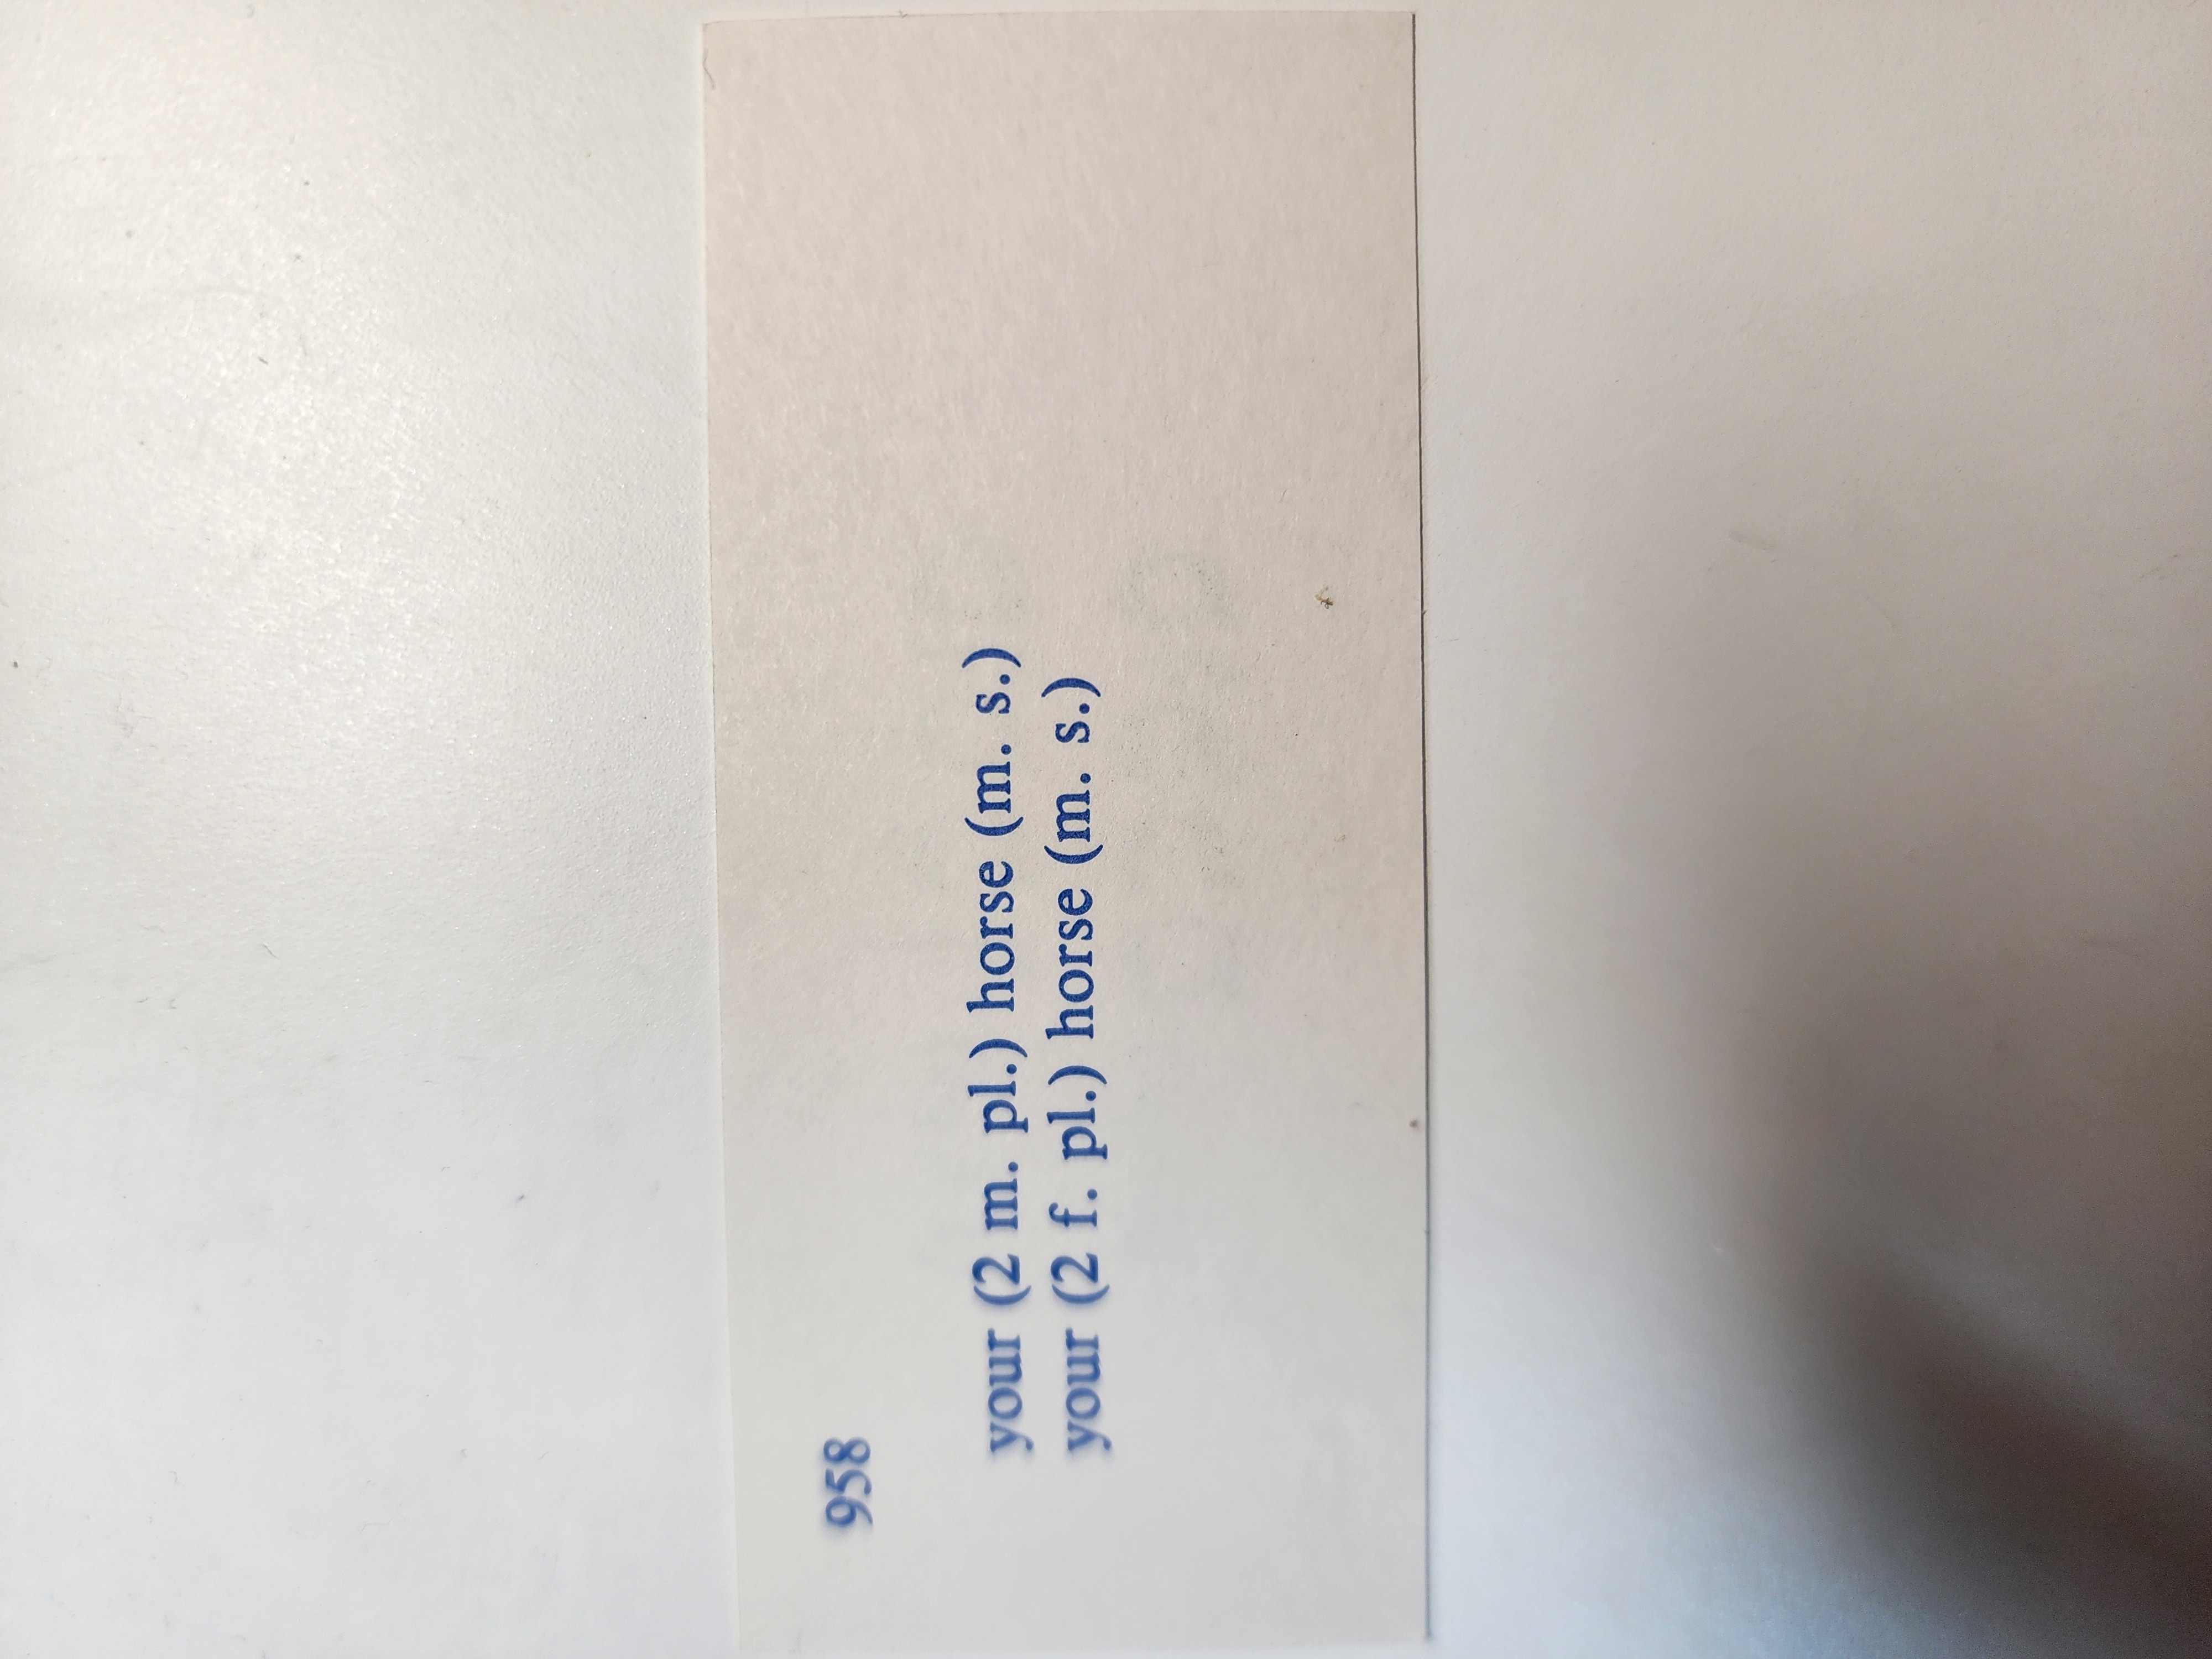 958
your (2 m. pl.) horse (m. s.)
your (2 f. pl.) horse (m. s.)